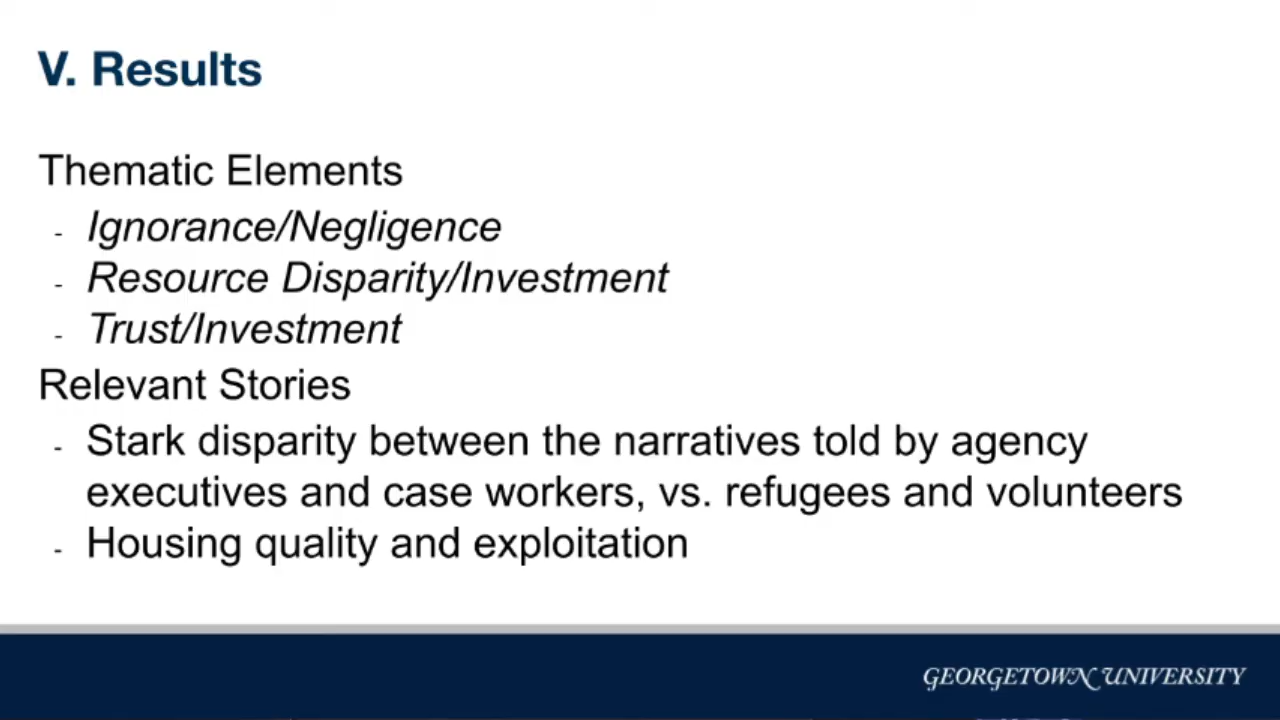 V. Results
Thematic Elements
- Ignorance/Negligence
- Resource Disparity/Investment
- Trust/Investment
Relevant Stories
- Stark disparity between the narratives told by agency
executives and case workers, vs. refugees and volunteers
- Housing quality and exploitation
GEORGETOWN UNIVERSITY